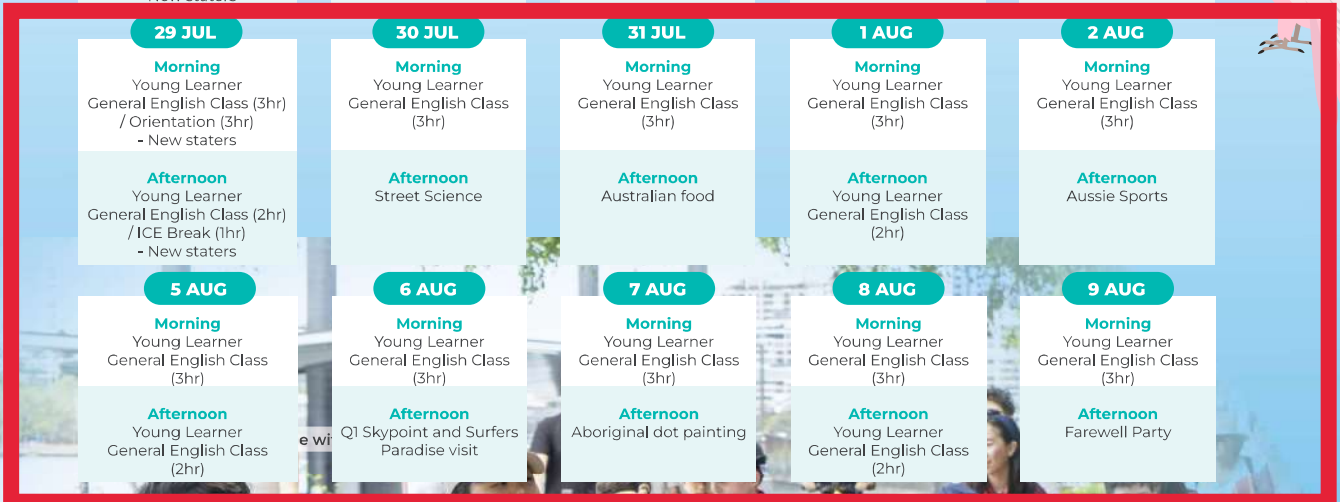 29 JUL
Morning
Young Learner
General English Class (3hr)
/ Orientation (3hr)
- New staters
Afternoon
Young Learner
General English Class (2hr)
/ ICE Break (1hr)
- New staters
30 JUL
Morning
Young Learner
General English Class
(3hr)
Afternoon
Street Science
31 JUL
Morning
Young Learner
General English Class
(3hr)
Afternoon
Australian food
1 AUG
Morning
Young Learner
General English Class
(3hr)
Afternoon
Young Learner
General English Class
(2hr)
2 AUG
Morning
Young Learner
General English Class
(3hr)
Afternoon
Aussie Sports
5 AUG
Morning
Young Learner
General English Class
(3hr)
Afternoon
Young Learner
General English Class
(2hr)
6 AUG
Morning
Young Learner
General English Class
(3hr)
Afternoon
Q1 Skypoint and Surfers
Paradise visit
7 AUG
Morning
Young Learner
General English Class
(3hr)
Afternoon
Aboriginal dot painting
8 AUG
Morning
Young Learner
General English Class
(3hr)
Afternoon
Young Learner
General English Class
(2hr)
9 AUG
Morning
Young Learner
General English Class
(3hr)
Afternoon
Farewell Party